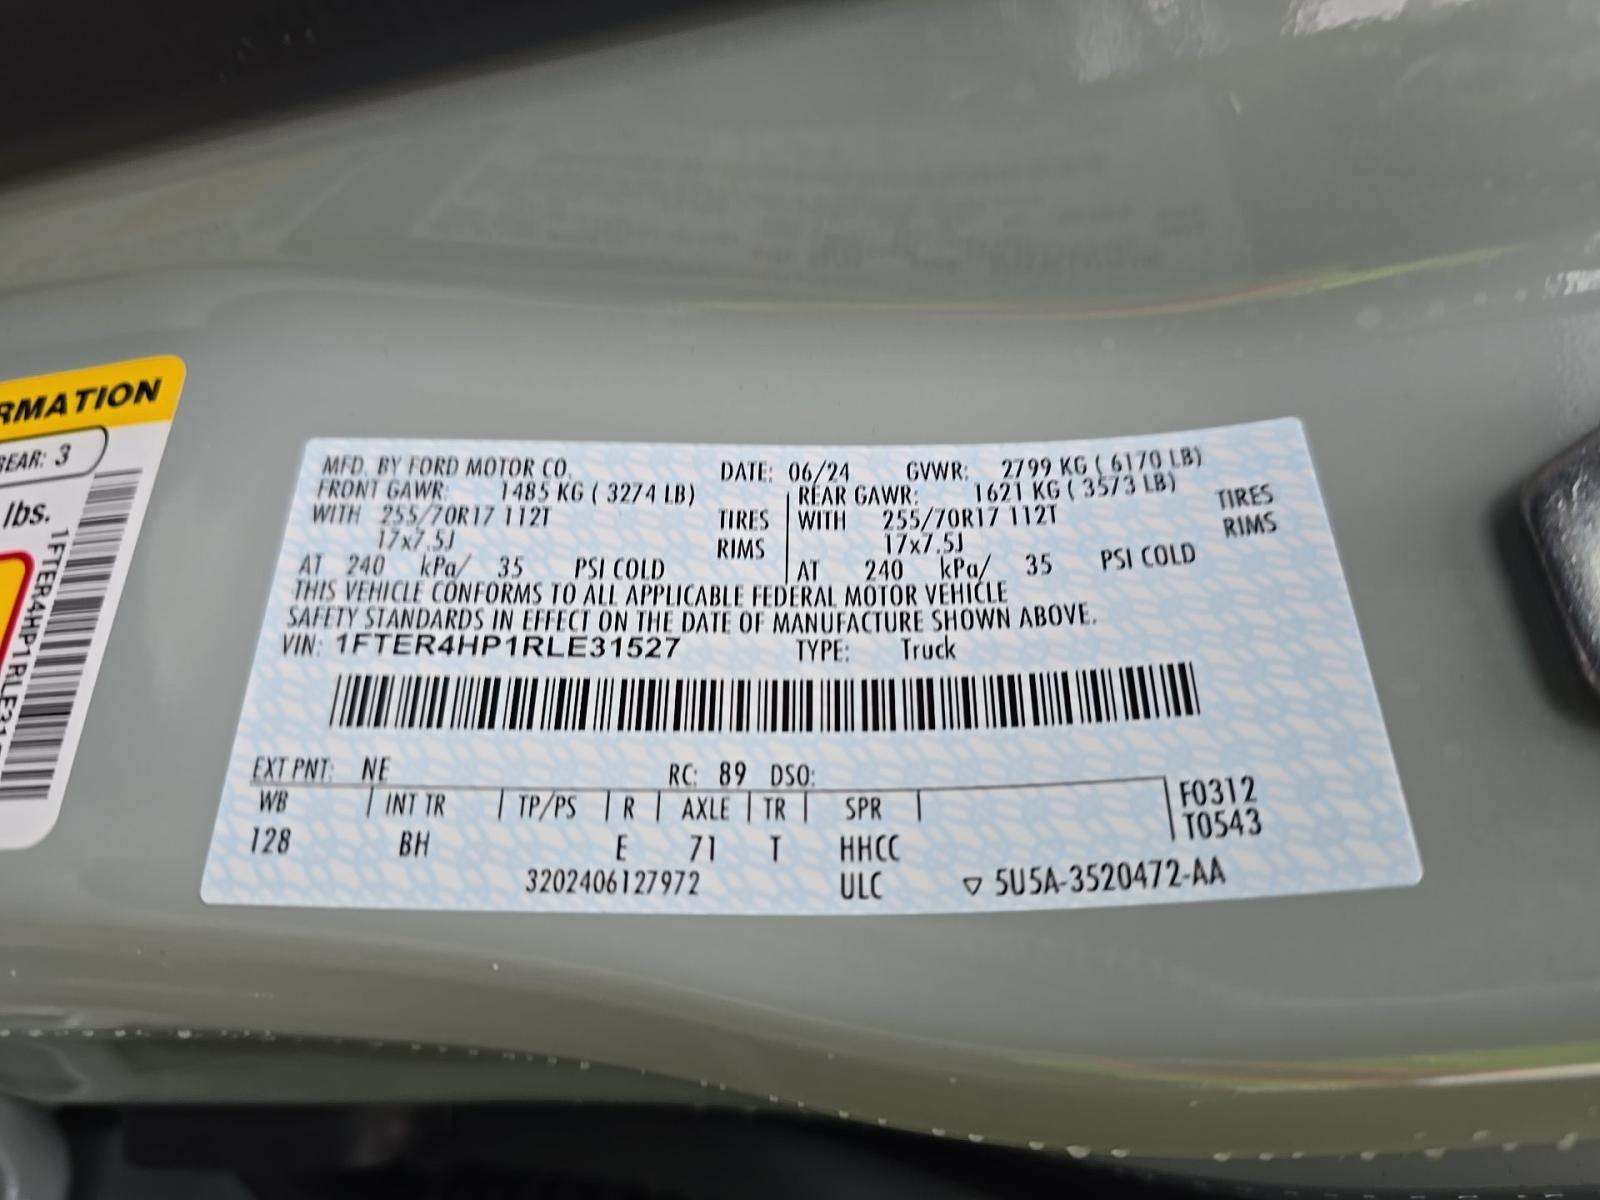 RMATION
REAR: 3
lbs.
1FTER4HP1RLE31
MFD. BY FORD MOTOR CO. DATE: 06/24 GVWR: 2799 KG ( 6170 LB)
FRONT GAWR: 1485 KG ( 3274 LB) REAR GAWR: 1621 KG ( 3573 LB)
WITH 255/70R17 112T TIRES WITH 255/70R17 112T TIRES
17x7.5J RIMS 17x7.5J RIMS
AT 240 kPa/ 35 PSI COLD AT 240 kPa/ 35 PSI COLD
THIS VEHICLE CONFORMS TO ALL APPLICABLE FEDERAL MOTOR VEHICLE
SAFETY STANDARDS IN EFFECT ON THE DATE OF MANUFACTURE SHOWN ABOVE.
VIN: 1FTER4HP1RLE31527 TYPE: Truck
EXT PNT: NE RC: 89 DSO:
WB INT TR TP/PS R AXLE TR SPR F0312
T0543
128 BH E 71 T HHCC
3202406127972 ULC ▽ 5U5A-3520472-AA